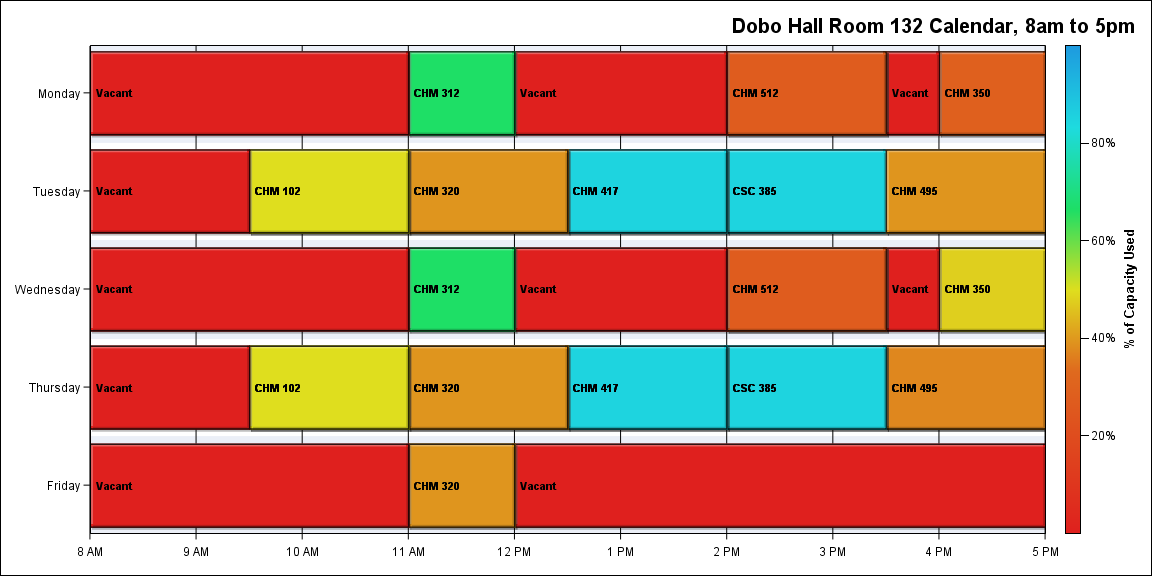 Dobo Hall Room 132 Calendar, 8am to 5pm
Monday Vacant CHM 312 Vacant CHM 512 Vacant CHM 350
80%
Tuesday Vacant CHM 102 CHM 320 CHM 417 CSC 385 CHM 495
60%
% of Capacity Used
Wednesday Vacant CHM 312 Vacant CHM 512 Vacant CHM 350
40%
Thursday Vacant CHM 102 CHM 320 CHM 417 CSC 385 CHM 495
20%
Friday Vacant CHM 320 Vacant
8 AM 9 AM 10 AM 11 AM 12 PM 1 PM 2 PM 3 PM 4 PM 5 PM